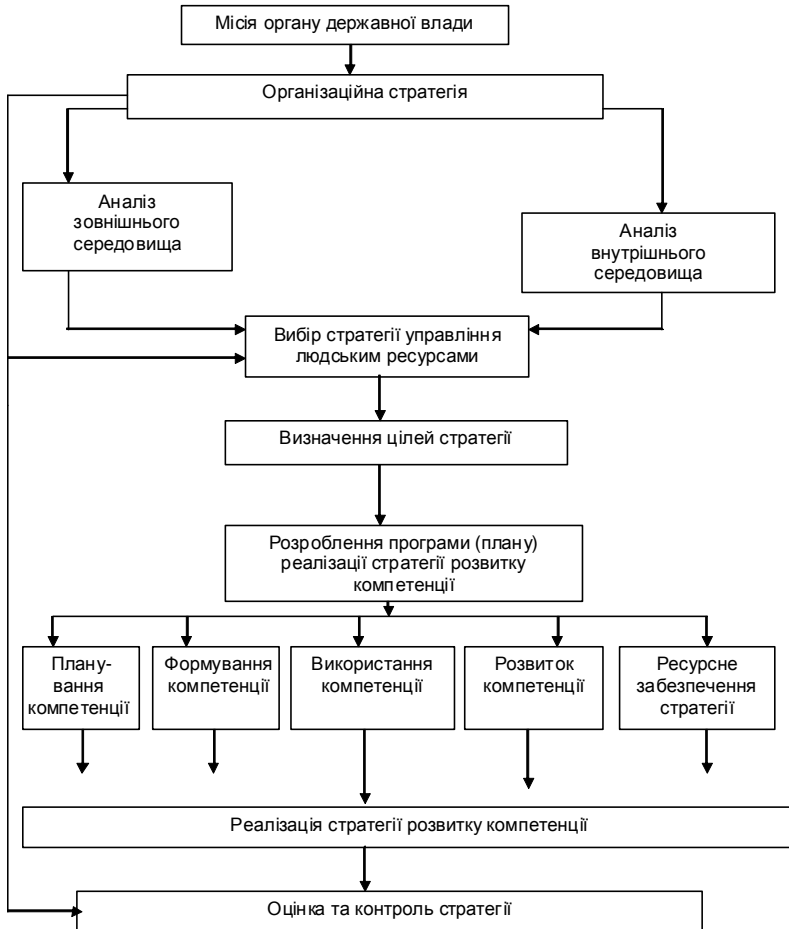 Місія органу державної влади
Організаційна стратегія
Аналіз
зовнішнього
середовища
Аналіз
внутрішнього
середовища
Вибір стратегії управління
людським ресурсами
Визначення цілей стратегії
Розроблення програми (плану)
реалізації стратегії розвитку
компетенції
Плану-
вання
компетенції
Формування
компетенції
Використання
компетенції
Розвиток
компетенції
Ресурсне
забезпечення
стратегії
Реалізація стратегії розвитку компетенції
Оцінка та контроль стратегії